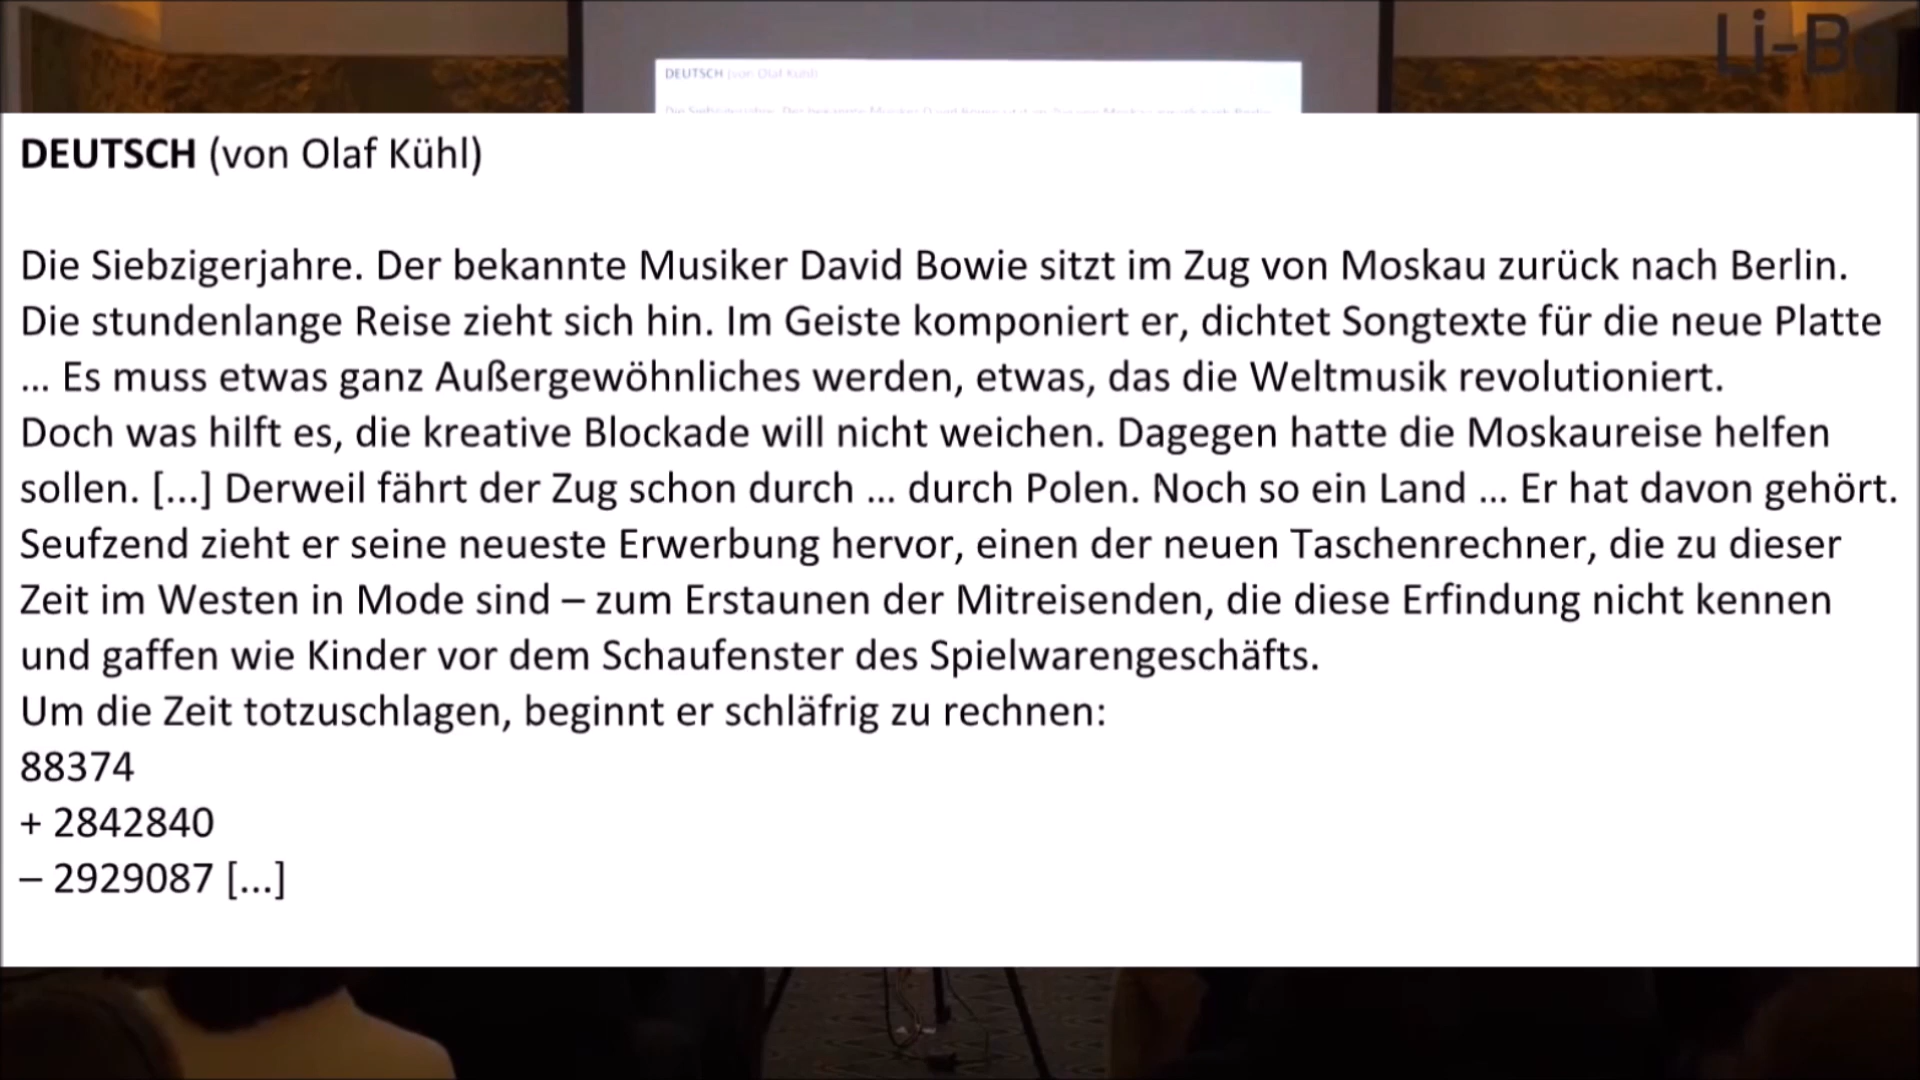 Li-Be
DEUTSCH (von Olaf Kühl)
DEUTSCH (von Olaf Kühl)
Die Siebzigerjahre. Der bekannte Musiker David Bowie sitzt im Zug von Moskau zurück nach Berlin.
Die stundenlange Reise zieht sich hin. Im Geiste komponiert er, dichtet Songtexte für die neue Platte
... Es muss etwas ganz Außergewöhnliches werden, etwas, das die Weltmusik revolutioniert.
Doch was hilft es, die kreative Blockade will nicht weichen. Dagegen hatte die Moskaureise helfen
sollen. [...] Derweil fährt der Zug schon durch ... durch Polen. Noch so ein Land ... Er hat davon gehört.
Seufzend zieht er seine neueste Erwerbung hervor, einen der neuen Taschenrechner, die zu dieser
Zeit im Westen in Mode sind – zum Erstaunen der Mitreisenden, die diese Erfindung nicht kennen
und gaffen wie Kinder vor dem Schaufenster des Spielwarengeschäfts.
Um die Zeit totzuschlagen, beginnt er schläfrig zu rechnen:
88374
+ 2842840
– 2929087 [...]